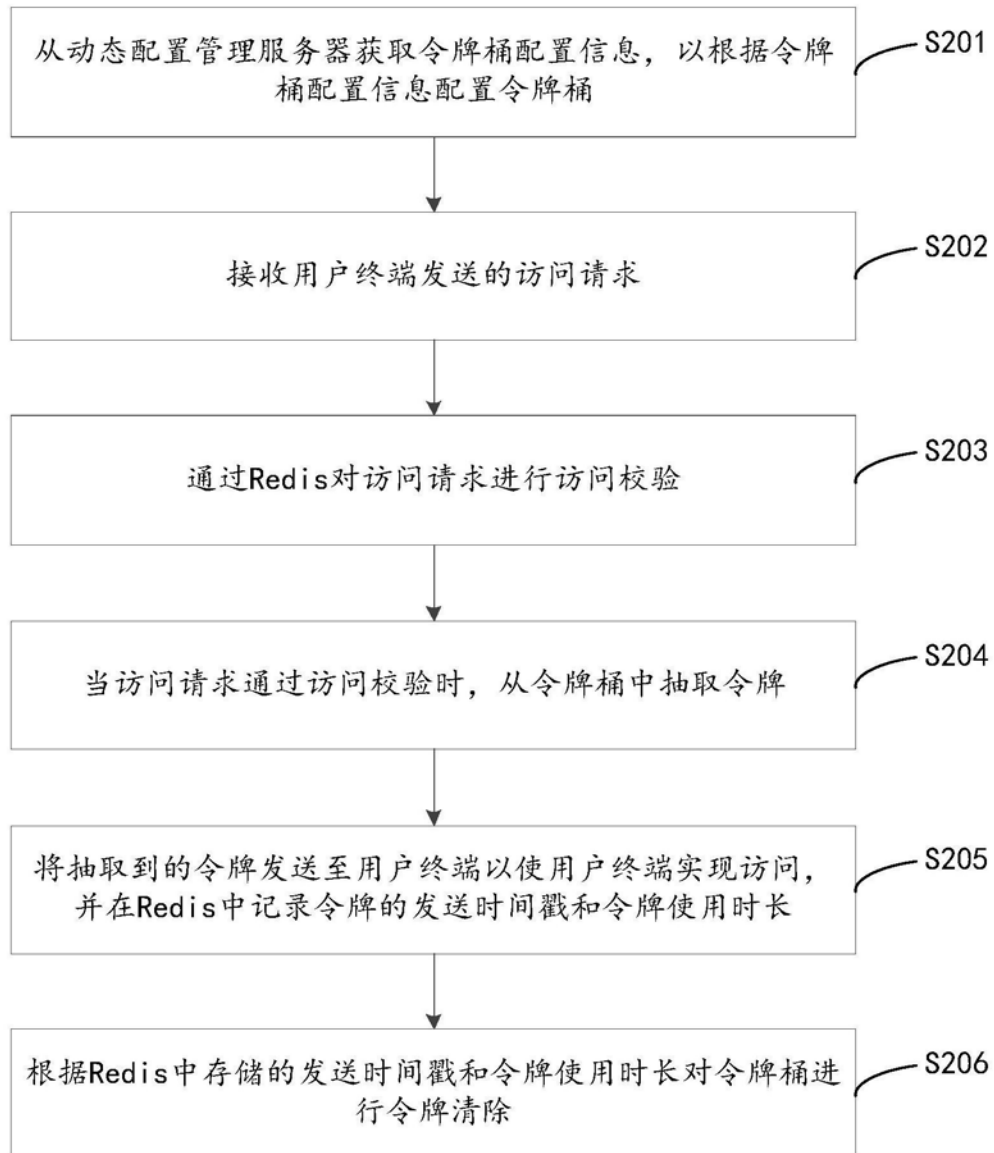 从动态配置管理服务器获取令牌桶配置信息，以根据令牌
桶配置信息配置令牌桶
S201
接收用户终端发送的访问请求
S202
通过Redis对访问请求进行访问校验
S203
当访问请求通过访问校验时，从令牌桶中抽取令牌
S204
将抽取到的令牌发送至用户终端以使用户终端实现访问，
并在Redis中记录令牌的发送时间戳和令牌使用时长
S205
根据Redis中存储的发送时间戳和令牌使用时长对令牌桶进
行令牌清除
S206